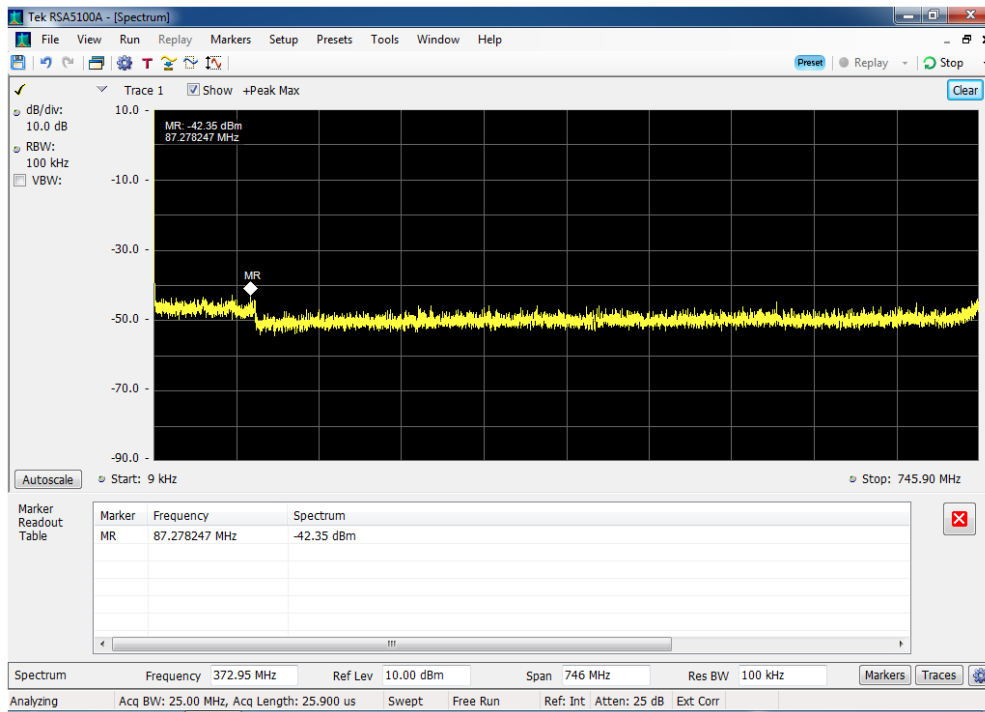 Tek RSA5100A - [Spectrum]
File View Run Replay Markers Setup Presets Tools Window Help
T Preset Replay Stop
Trace 1 Show +Peak Max Clear
dB/div:
10.0 dB
RBW:
100 kHz
VBW:
10.0
-10.0
-30.0
-50.0
-70.0
-90.0
MR: -42.35 dBm
87.278247 MHz
MR
Autoscale Start: 9 kHz Stop: 745.90 MHz
Marker
Readout
Table
Marker Frequency Spectrum
MR 87.278247 MHz -42.35 dBm
Spectrum Frequency 372.95 MHz Ref Lev 10.00 dBm Span 746 MHz Res BW 100 kHz Markers Traces
Analyzing Acq BW: 25.00 MHz, Acq Length: 25.900 us Swept Free Run Ref: Int Atten: 25 dB Ext Corr